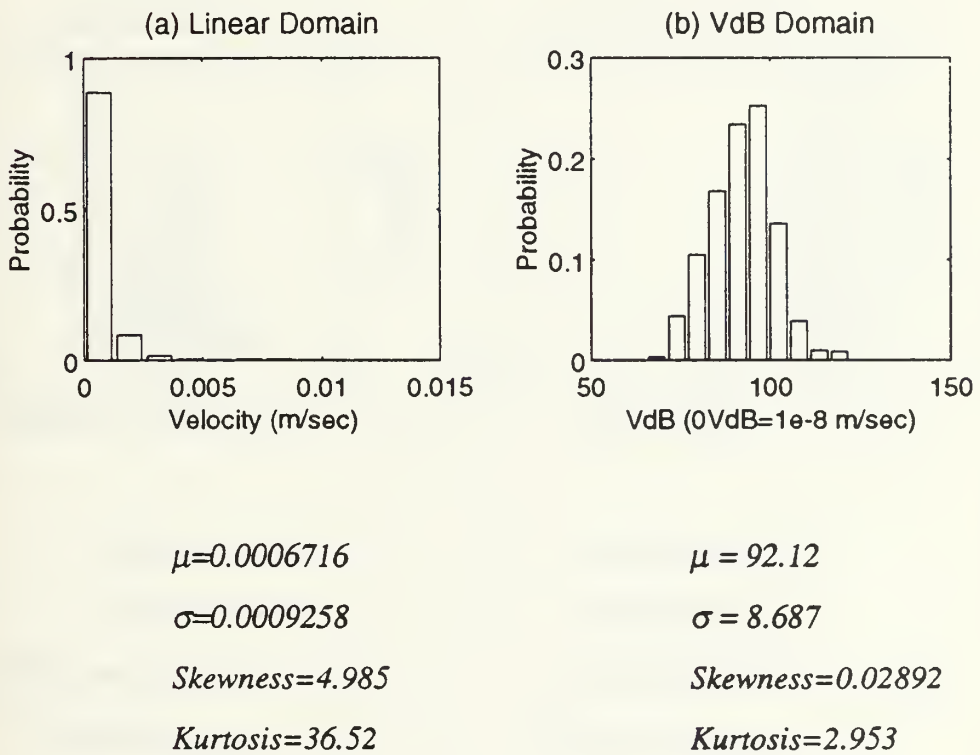 (a) Linear Domain
1
0.5
0
Probability
0
0.005
0.01
0.015
Velocity (m/sec)
(b) VdB Domain
0.3
0.2
0.1
0
Probability
50
100
150
VdB (0VdB=1e-8 m/sec)
μ=0.0006716
σ=0.0009258
Skewness=4.985
Kurtosis=36.52
μ = 92.12
σ = 8.687
Skewness=0.02892
Kurtosis=2.953